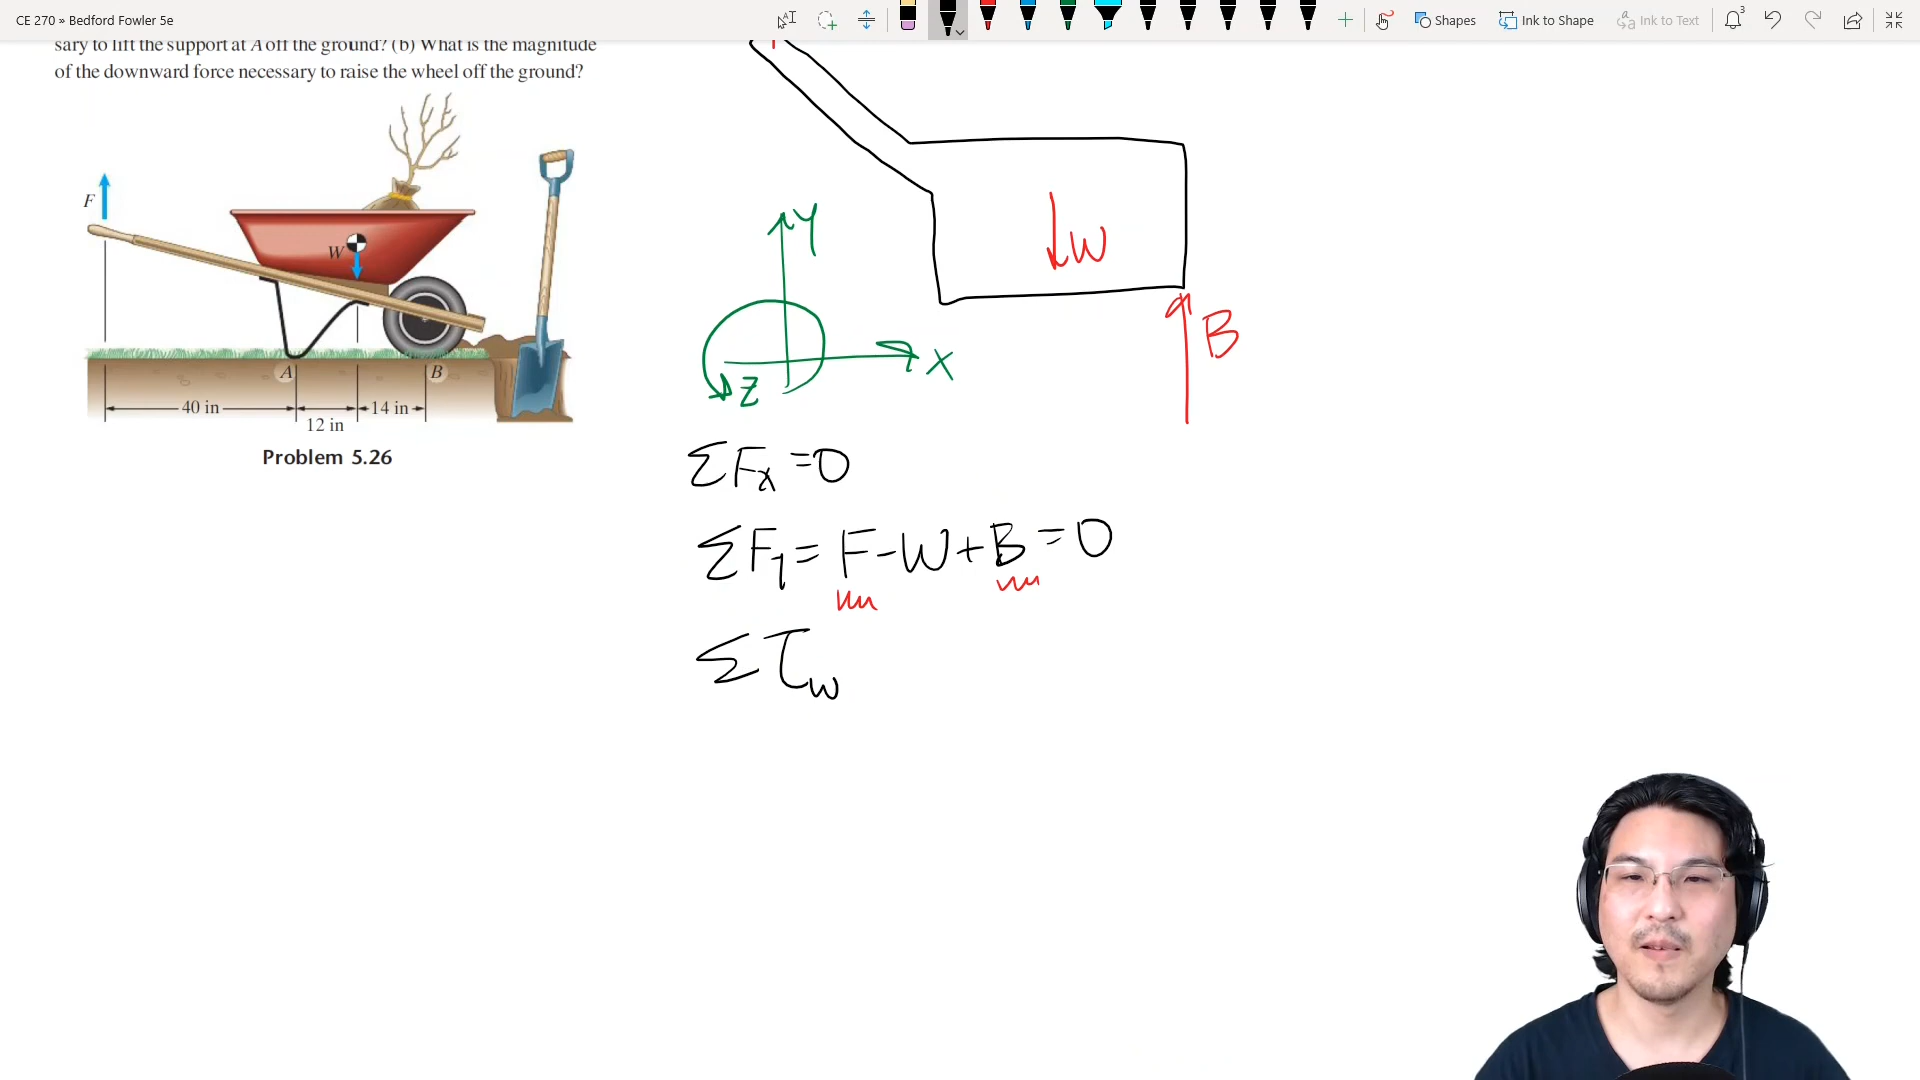 CE 270 » Bedford Fowler 5e
Shapes
Ink to Shape
Ink to Text
3
sary to lift the support at A off the ground? (b) What is the magnitude
of the downward force necessary to raise the wheel off the ground?
F
W
A
B
40 in
12 in
14 in
Problem 5.26
W
B
Y
X
Z
ΣFx=0
ΣFy=F-W+B=0
Στw